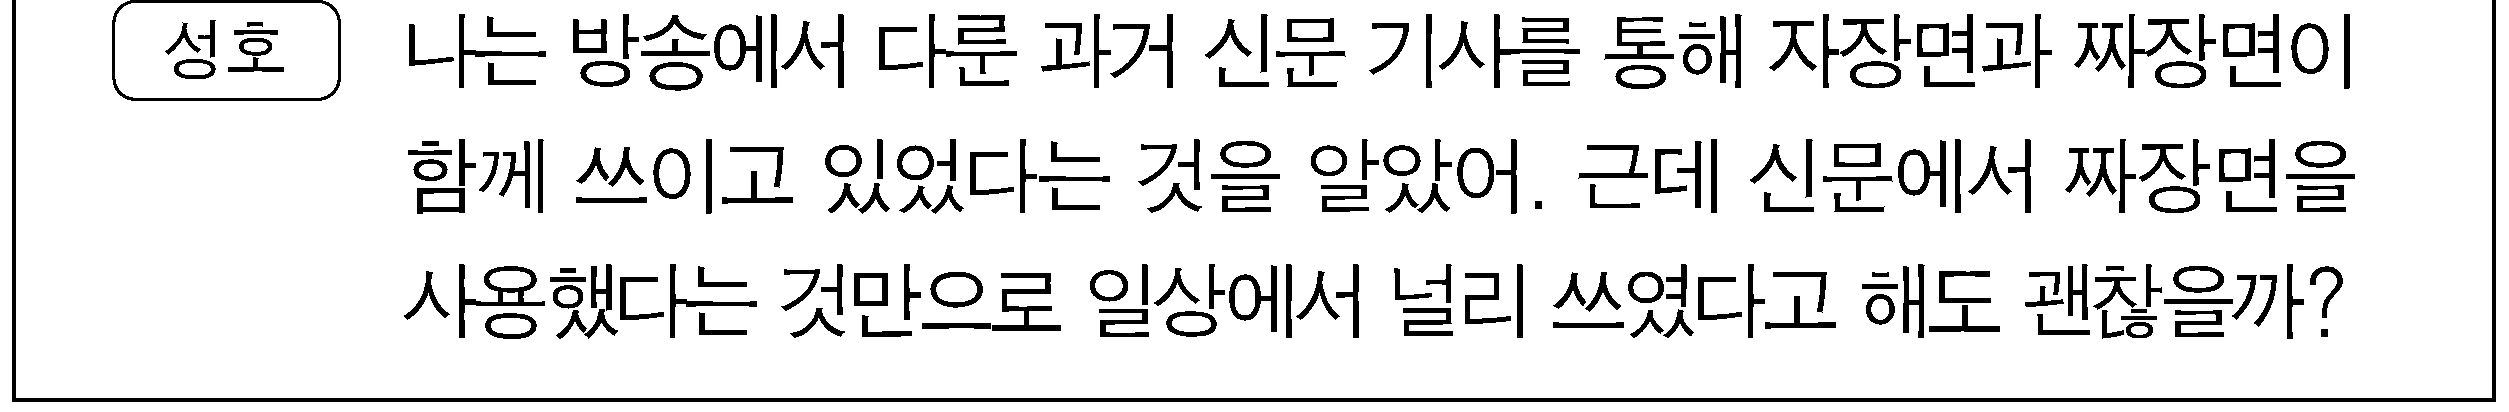 성호 나는 방송에서 다룬 과거 신문 기사를 통해 자장면과 짜장면이
함께 쓰이고 있었다는 것을 알았어. 근데 신문에서 짜장면을
사용했다는 것만으로 일상에서 널리 쓰였다고 해도 괜찮을까?